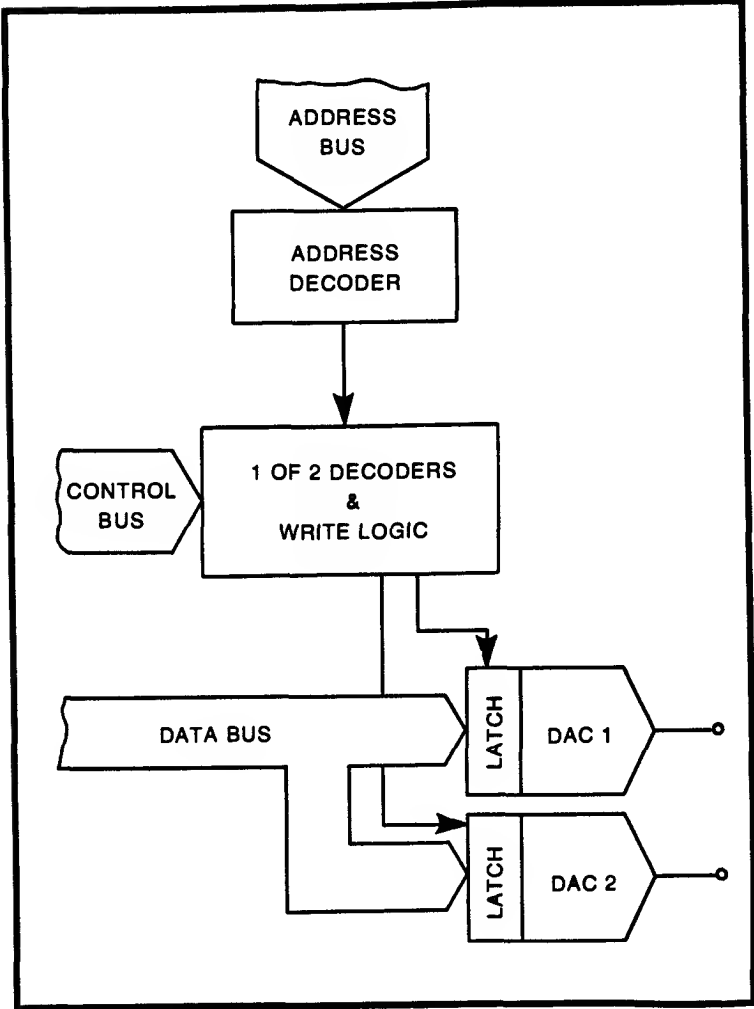 ADDRESS
BUS
ADDRESS
DECODER
CONTROL
BUS
1 OF 2 DECODERS
&
WRITE LOGIC
DATA BUS
LATCH
DAC 1
LATCH
DAC 2